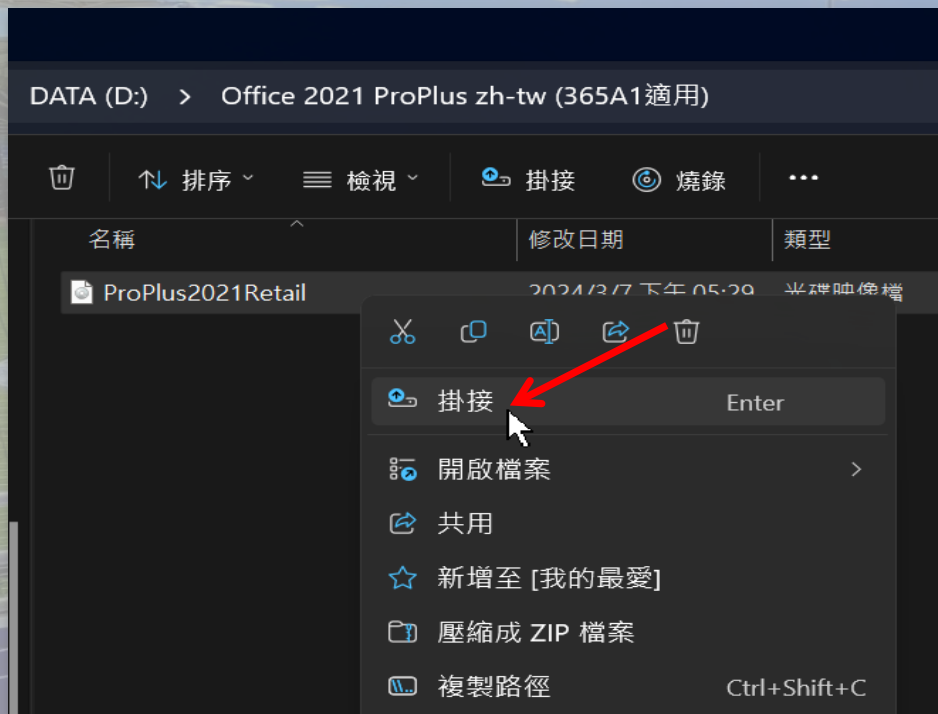 DATA (D:) > Office 2021 ProPlus zh-tw (365A1適用)
排序 檢視 掛接 燒錄 ...
名稱 修改日期 類型
ProPlus2021Retail 2024/3/7 下午 05:29 光碟映像檔
掛接 Enter
開啟檔案 >
共用
新增至 [我的最愛]
壓縮成 ZIP 檔案
複製路徑 Ctrl+Shift+C